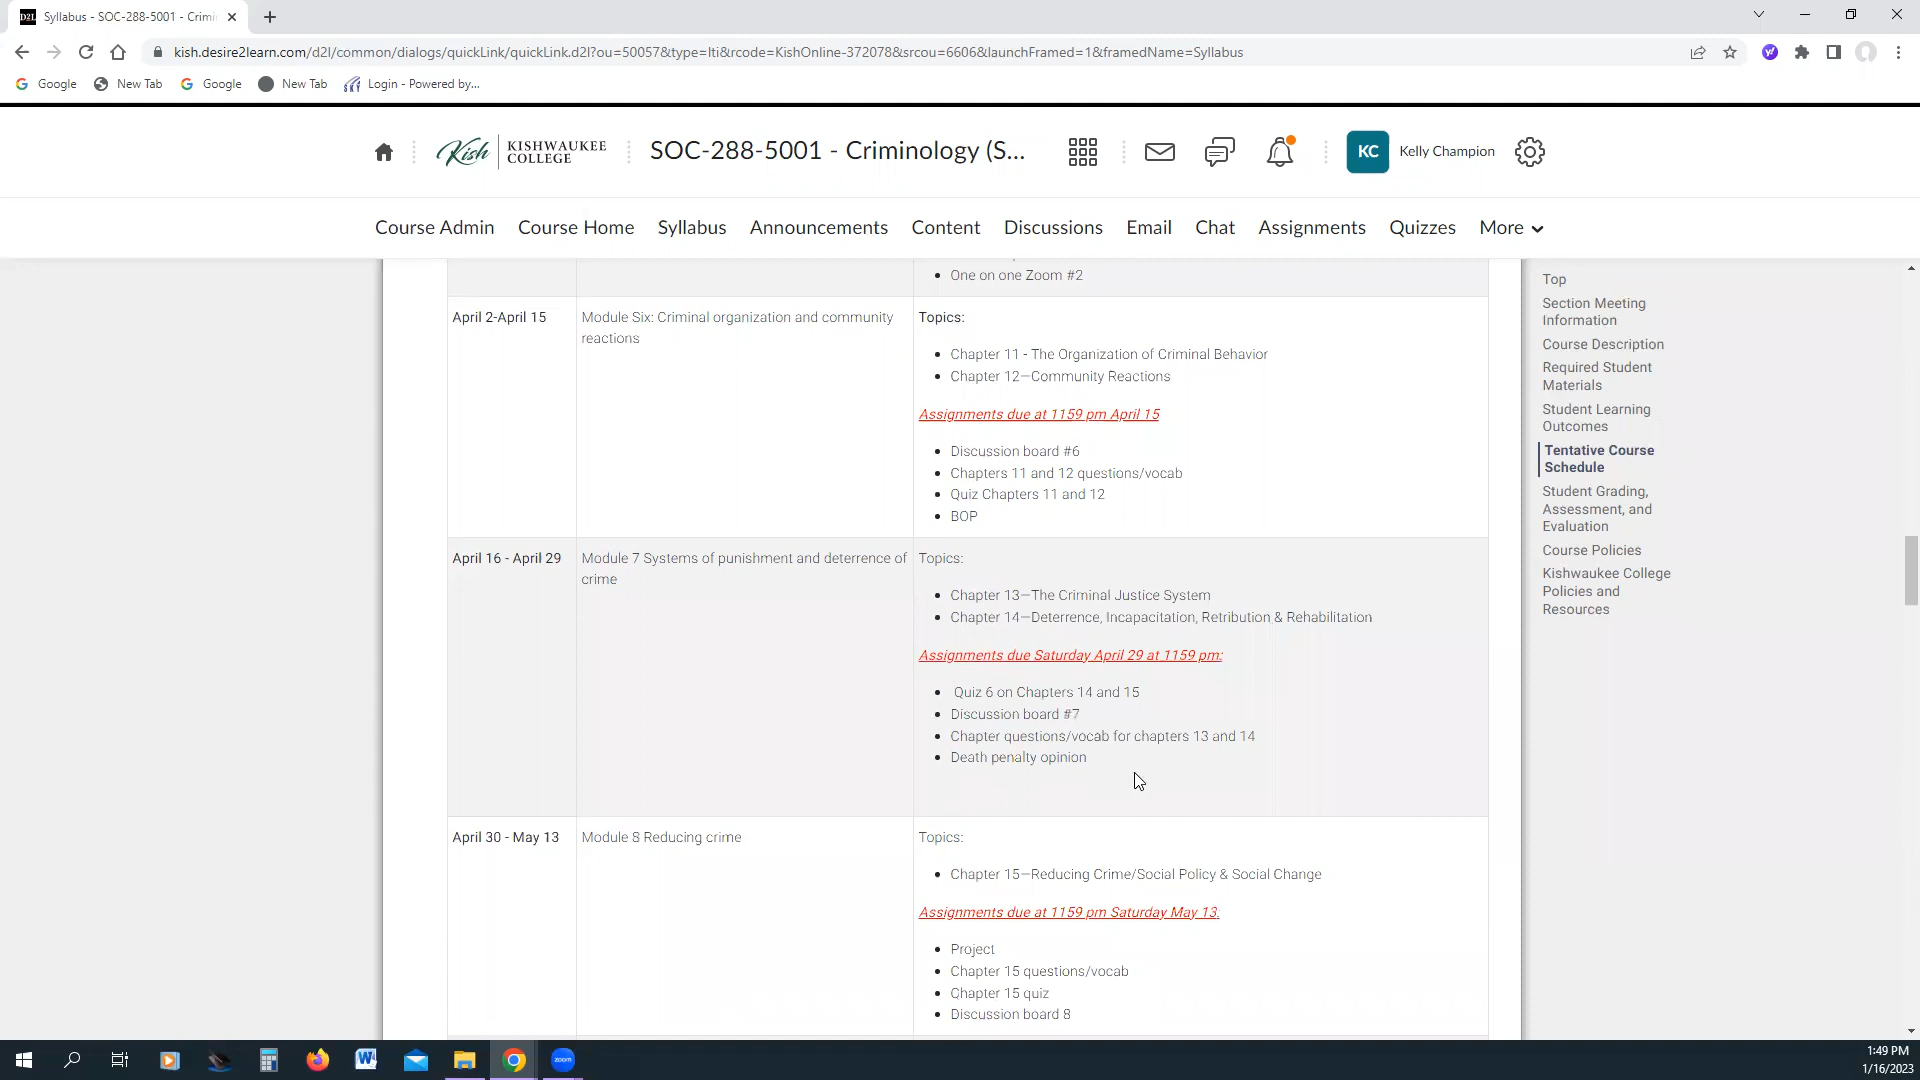 Syllabus - SOC-288-5001 - Crimi
kish.desire2learn.com/d2l/common/dialogs/quickLink/quickLink.d2l?ou=50057&type=lti&rcode=KishOnline-372078&srcou=6606&launchFramed=1&framedName=Syllabus
Google New Tab Google New Tab Login - Powered by...
Kish KISHWAUKEE COLLEGE SOC-288-5001 - Criminology (S... KC Kelly Champion
Course Admin Course Home Syllabus Announcements Content Discussions Email Chat Assignments Quizzes More
• One on one Zoom #2
April 2-April 15
Module Six: Criminal organization and community
reactions
Topics:
• Chapter 11 - The Organization of Criminal Behavior
• Chapter 12—Community Reactions
Assignments due at 1159 pm April 15
• Discussion board #6
• Chapters 11 and 12 questions/vocab
• Quiz Chapters 11 and 12
• BOP
April 16 - April 29
Module 7 Systems of punishment and deterrence of
crime
Topics:
• Chapter 13—The Criminal Justice System
• Chapter 14—Deterrence, Incapacitation, Retribution & Rehabilitation
Assignments due Saturday April 29 at 1159 pm:
• Quiz 6 on Chapters 14 and 15
• Discussion board #7
• Chapter questions/vocab for chapters 13 and 14
• Death penalty opinion
April 30 - May 13
Module 8 Reducing crime
Topics:
• Chapter 15—Reducing Crime/Social Policy & Social Change
Assignments due at 1159 pm Saturday May 13:
• Project
• Chapter 15 questions/vocab
• Chapter 15 quiz
• Discussion board 8
Top
Section Meeting
Information
Course Description
Required Student
Materials
Student Learning
Outcomes
Tentative Course
Schedule
Student Grading,
Assessment, and
Evaluation
Course Policies
Kishwaukee College
Policies and
Resources
zoom
1:49 PM
1/16/2023